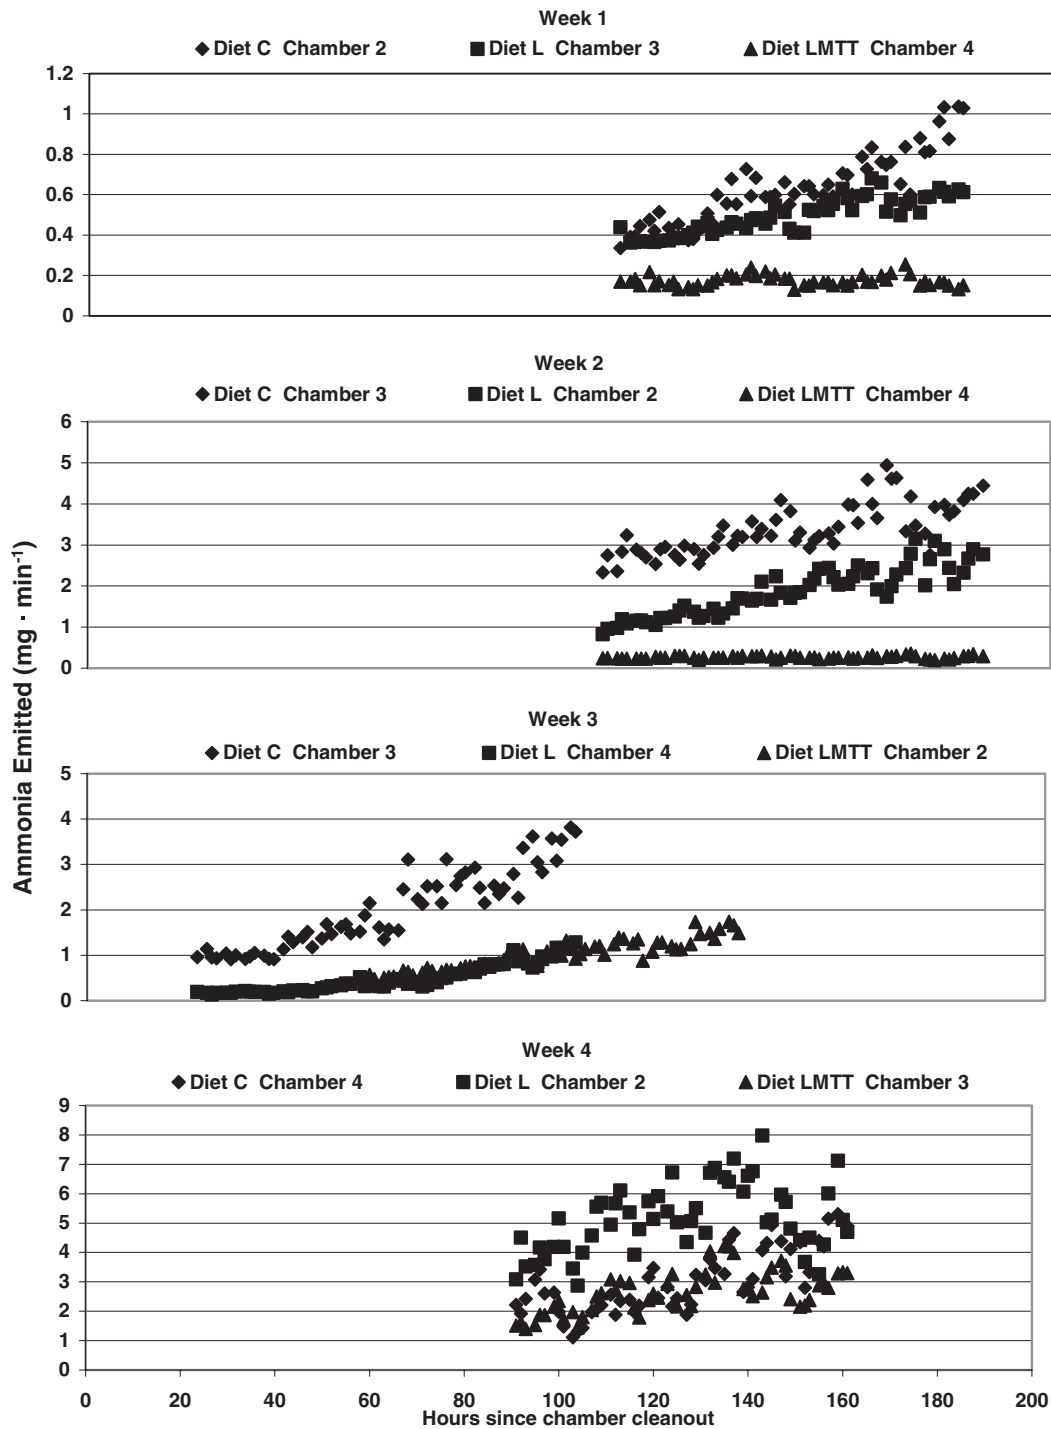 Week 1
Diet C Chamber 2 Diet L Chamber 3 Diet LMTT Chamber 4
1.2
1
0.8
0.6
0.4
0.2
0
Week 2
Diet C Chamber 3 Diet L Chamber 2 Diet LMTT Chamber 4
6
5
4
3
2
1
0
Ammonia Emitted (mg · min⁻¹)
Week 3
Diet C Chamber 3 Diet L Chamber 4 Diet LMTT Chamber 2
5
4
3
2
1
0
Week 4
Diet C Chamber 4 Diet L Chamber 2 Diet LMTT Chamber 3
9
8
7
6
5
4
3
2
1
0
0 20 40 60 80 100 120 140 160 180 200
Hours since chamber cleanout